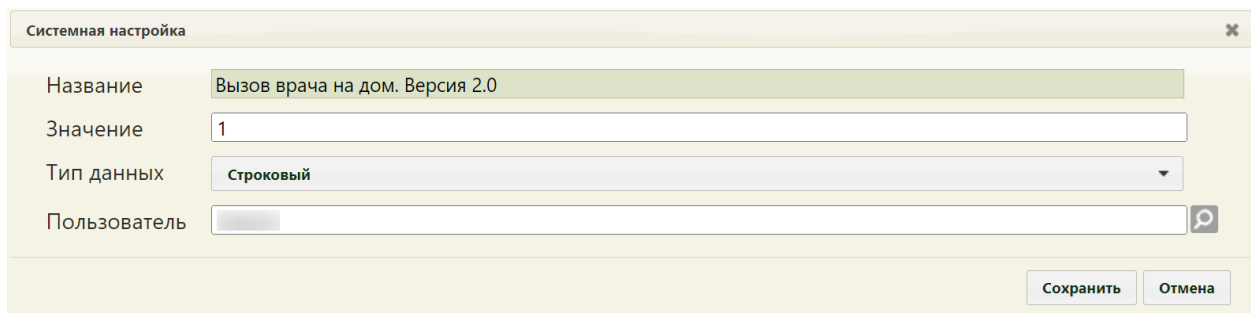 Системная настройка
Название Вызов врача на дом. Версия 2.0
Значение 1
Тип данных Строковый
Пользователь
Сохранить Отмена